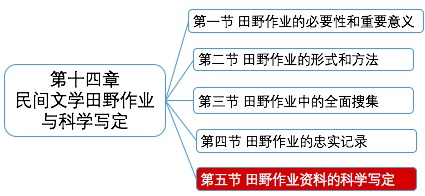 第十四章
民间文学田野作业
与科学写定
第一节 田野作业的必要性和重要意义
第二节 田野作业的形式和方法
第三节 田野作业中的全面搜集
第四节 田野作业的忠实记录
第五节 田野作业资料的科学写定